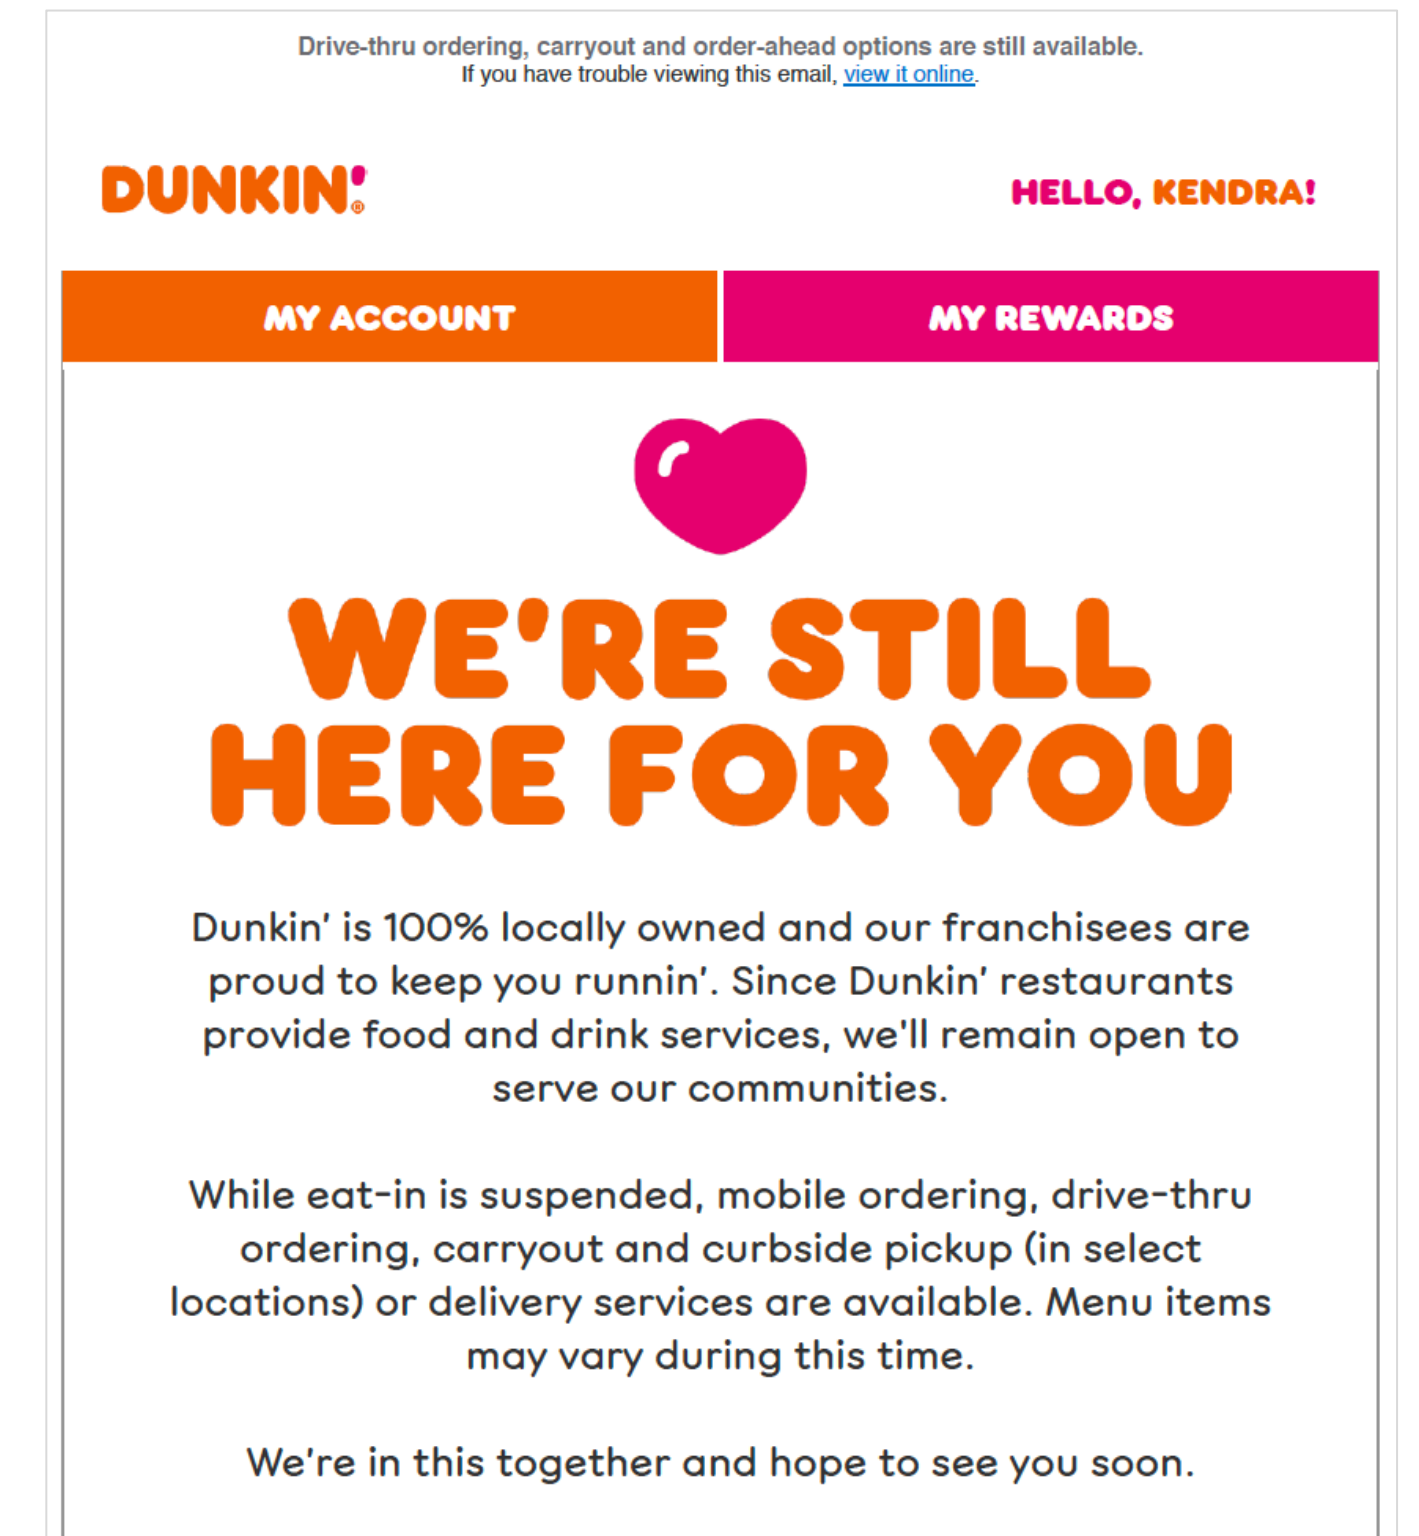 Drive-thru ordering, carryout and order-ahead options are still available.
If you have trouble viewing this email, view it online.
DUNKIN'®
HELLO, KENDRA!
MY ACCOUNT
MY REWARDS
WE'RE STILL
HERE FOR YOU
Dunkin' is 100% locally owned and our franchisees are
proud to keep you runnin'. Since Dunkin' restaurants
provide food and drink services, we'll remain open to
serve our communities.
While eat-in is suspended, mobile ordering, drive-thru
ordering, carryout and curbside pickup (in select
locations) or delivery services are available. Menu items
may vary during this time.
We're in this together and hope to see you soon.